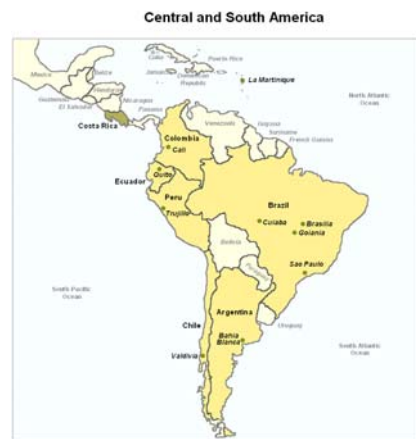 Central and South America
Cuba
Puerto Rico
Mexico
Belize
Jamaica
Dominican
Republic
La Martinique
Honduras
North Atlantic
Ocean
Guatemala
Nicaragua
El Salvador
Panama
Costa Rica
Venezuela
Guyana
Suriname
French Guiana
Colombia
Cali
Quito
Ecuador
Peru
Trujillo
Brazil
Cuiaba
Brasilia
Goiania
Bolivia
Sao Paulo
Paraguay
South Pacific
Ocean
Chile
Argentina
Uruguay
Bahia
Blanca
South Atlantic
Ocean
Valdivia